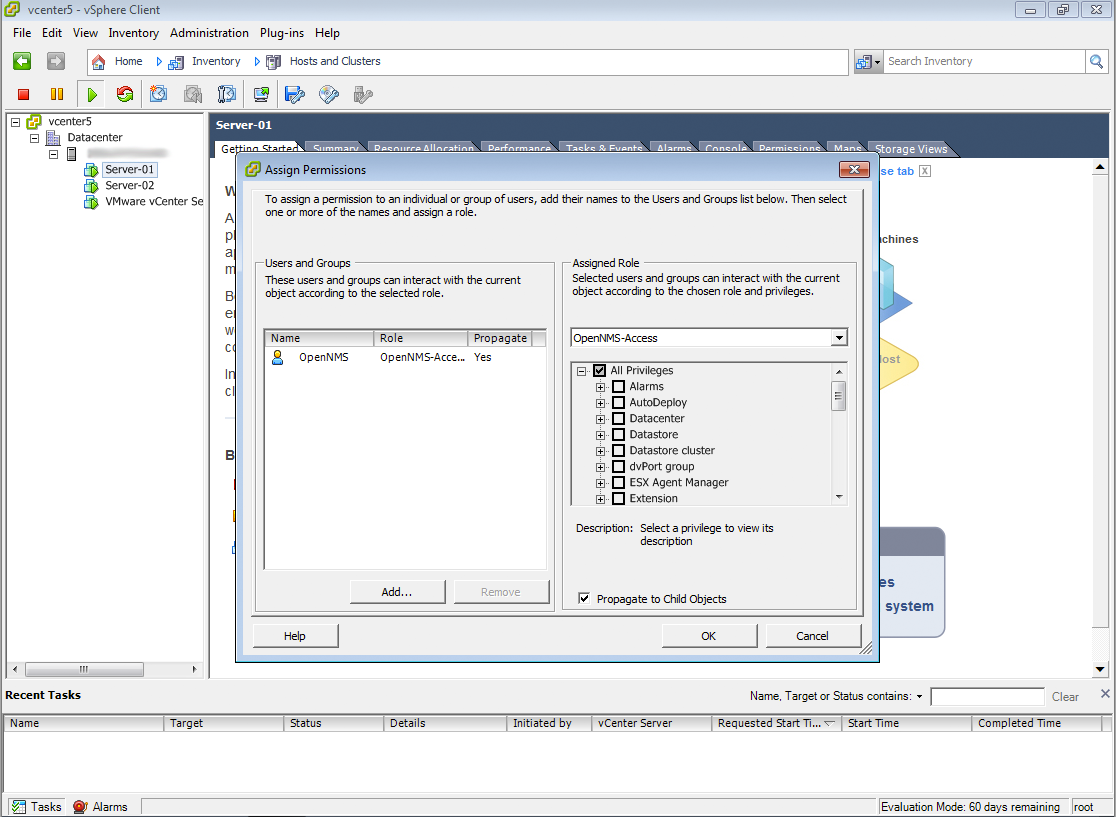 vcenter5 - vSphere Client
File Edit View Inventory Administration Plug-ins Help
Home Inventory Hosts and Clusters
Search Inventory
vcenter5
Datacenter
Server-01
Server-02
VMware vCenter Se
Server-01
Getting Started Summary Resource Allocation Performance Tasks & Events Alarms Console Permissions Maps Storage Views
se tab X
achines
Assign Permissions
To assign a permission to an individual or group of users, add their names to the Users and Groups list below. Then select
one or more of the names and assign a role.
Users and Groups
These users and groups can interact with the current
object according to the selected role.
Name Role Propagate
OpenNMS OpenNMS-Acce... Yes
Add... Remove
Assigned Role
Selected users and groups can interact with the current
object according to the chosen role and privileges.
OpenNMS-Access
All Privileges
Alarms
AutoDeploy
Datacenter
Datastore
Datastore cluster
dvPort group
ESX Agent Manager
Extension
Description: Select a privilege to view its
description
Propagate to Child Objects
Help OK Cancel
ost
es
system
Recent Tasks
Name, Target or Status contains: Clear
Name Target Status Details Initiated by vCenter Server Requested Start Ti... Start Time Completed Time
Tasks Alarms
Evaluation Mode: 60 days remaining root